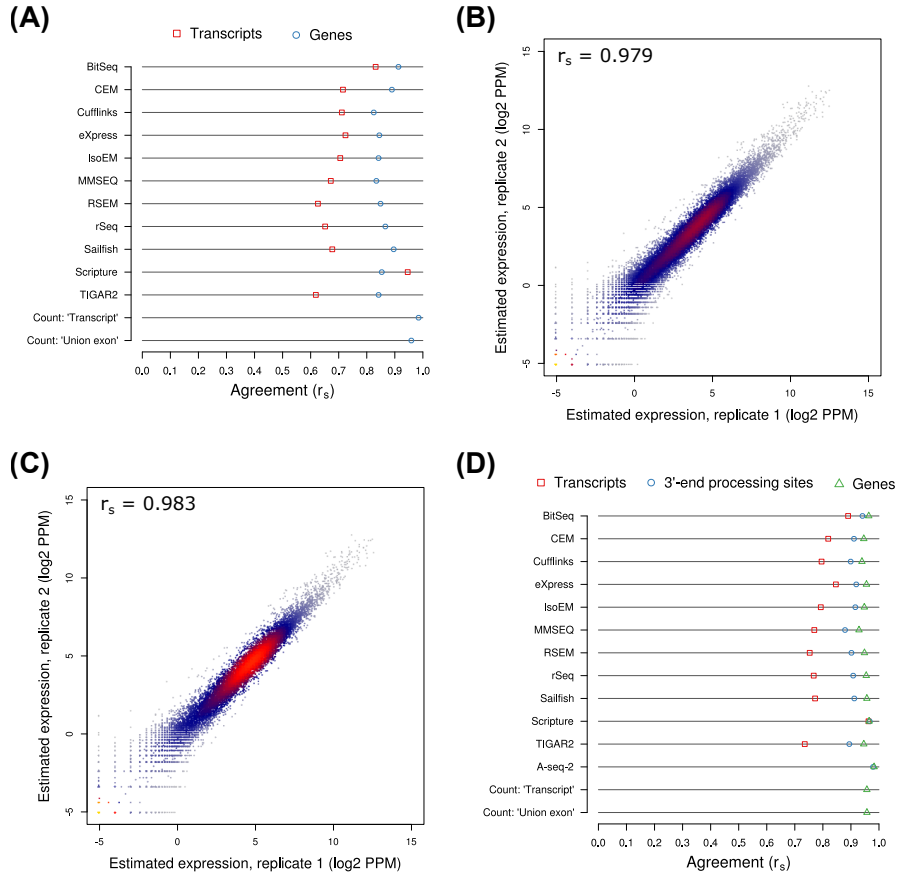 (A)
Transcripts Genes
BitSeq
CEM
Cufflinks
eXpress
IsoEM
MMSEQ
RSEM
rSeq
Sailfish
Scripture
TIGAR2
Count: 'Transcript'
Count: 'Union exon'
0.0 0.1 0.2 0.3 0.4 0.5 0.6 0.7 0.8 0.9 1.0
Agreement (rs)
(B)
rs = 0.979
Estimated expression, replicate 2 (log2 PPM)
15
10
5
0
-5
-5 0 5 10 15
Estimated expression, replicate 1 (log2 PPM)
(C)
rs = 0.983
Estimated expression, replicate 2 (log2 PPM)
15
10
5
0
-5
-5 0 5 10 15
Estimated expression, replicate 1 (log2 PPM)
(D)
Transcripts 3'-end processing sites Genes
BitSeq
CEM
Cufflinks
eXpress
IsoEM
MMSEQ
RSEM
rSeq
Sailfish
Scripture
TIGAR2
A-seq-2
Count: 'Transcript'
Count: 'Union exon'
0.0 0.1 0.2 0.3 0.4 0.5 0.6 0.7 0.8 0.9 1.0
Agreement (rs)